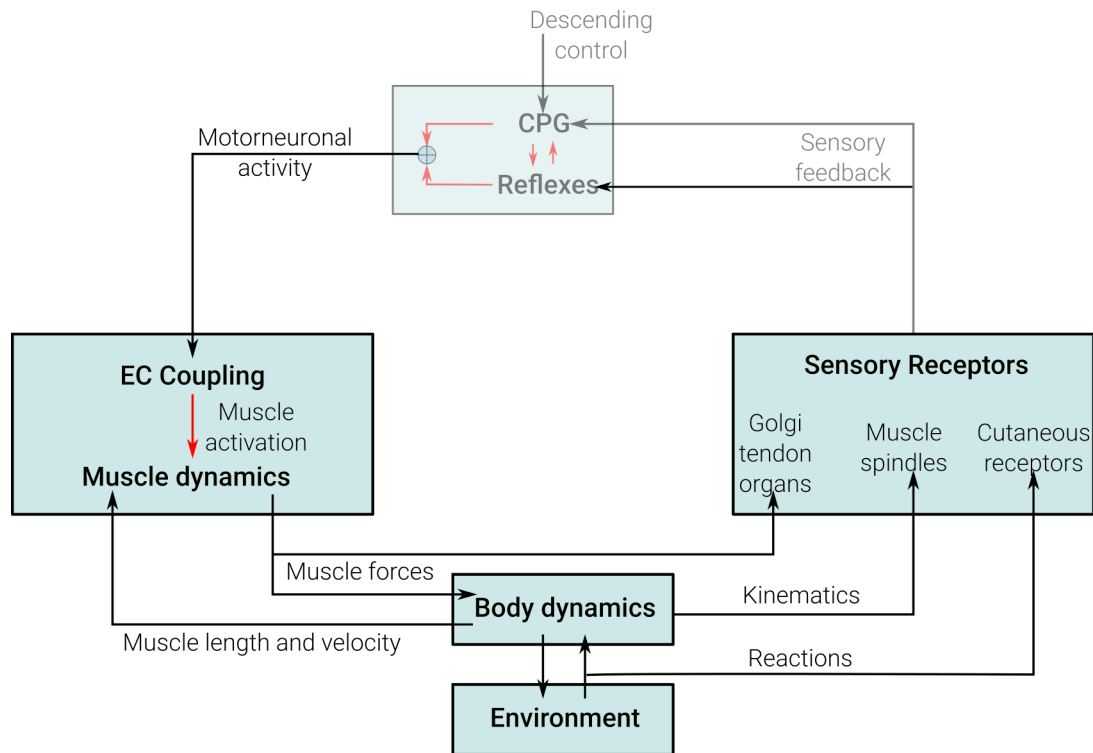 Descending
control
CPG
Reflexes
Motorneuronal
activity
Sensory
feedback
EC Coupling
Muscle
activation
Muscle dynamics
Sensory Receptors
Golgi
tendon
organs
Muscle
spindles
Cutaneous
receptors
Muscle forces
Body dynamics
Kinematics
Muscle length and velocity
Reactions
Environment